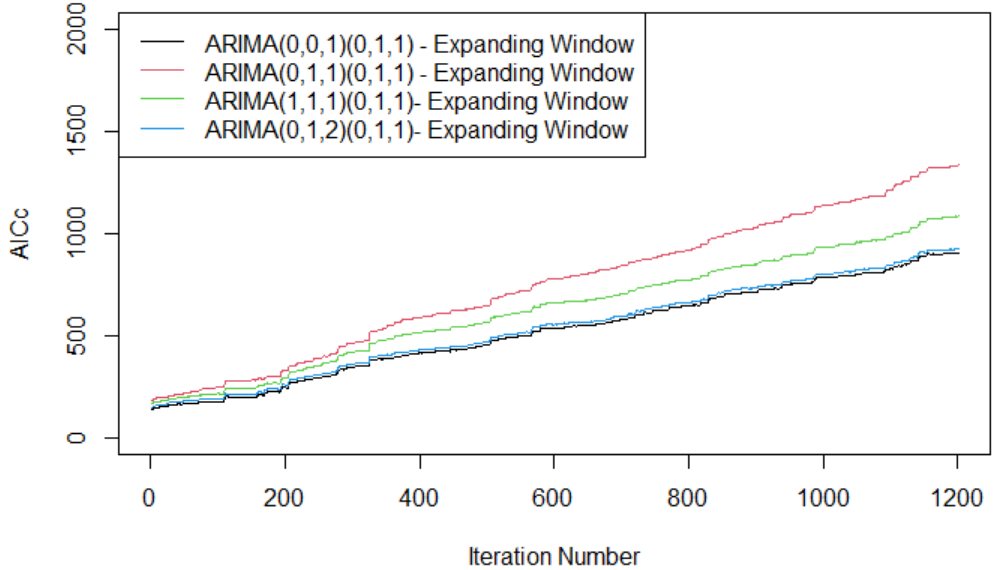 2000
1500
1000
500
0
AICc
ARIMA(0,0,1)(0,1,1) - Expanding Window
ARIMA(0,1,1)(0,1,1) - Expanding Window
ARIMA(1,1,1)(0,1,1)- Expanding Window
ARIMA(0,1,2)(0,1,1)- Expanding Window
0 200 400 600 800 1000 1200
Iteration Number